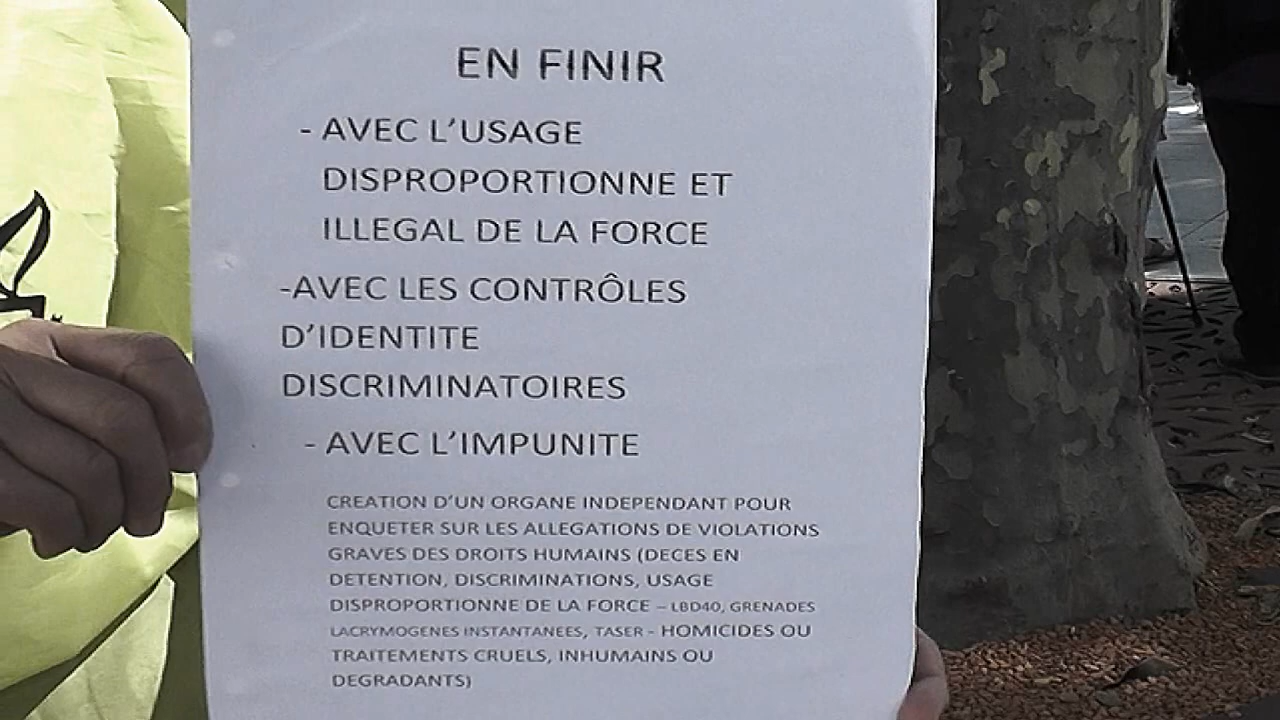 EN FINIR
- AVEC L'USAGE
DISPROPORTIONNE ET
ILLEGAL DE LA FORCE
-AVEC LES CONTRÔLES
D'IDENTITE
DISCRIMINATOIRES
- AVEC L'IMPUNITE
CREATION D'UN ORGANE INDEPENDANT POUR
ENQUETER SUR LES ALLEGATIONS DE VIOLATIONS
GRAVES DES DROITS HUMAINS (DECES EN
DETENTION, DISCRIMINATIONS, USAGE
DISPROPORTIONNE DE LA FORCE – LBD40, GRENADES
LACRYMOGENES INSTANTANEES, TASER - HOMICIDES OU
TRAITEMENTS CRUELS, INHUMAINS OU
DEGRADANTS)